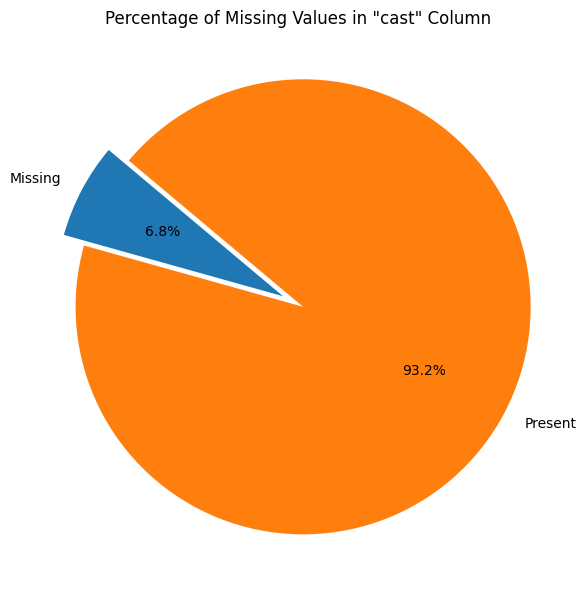 Percentage of Missing Values in "cast" Column
Missing
6.8%
93.2%
Present